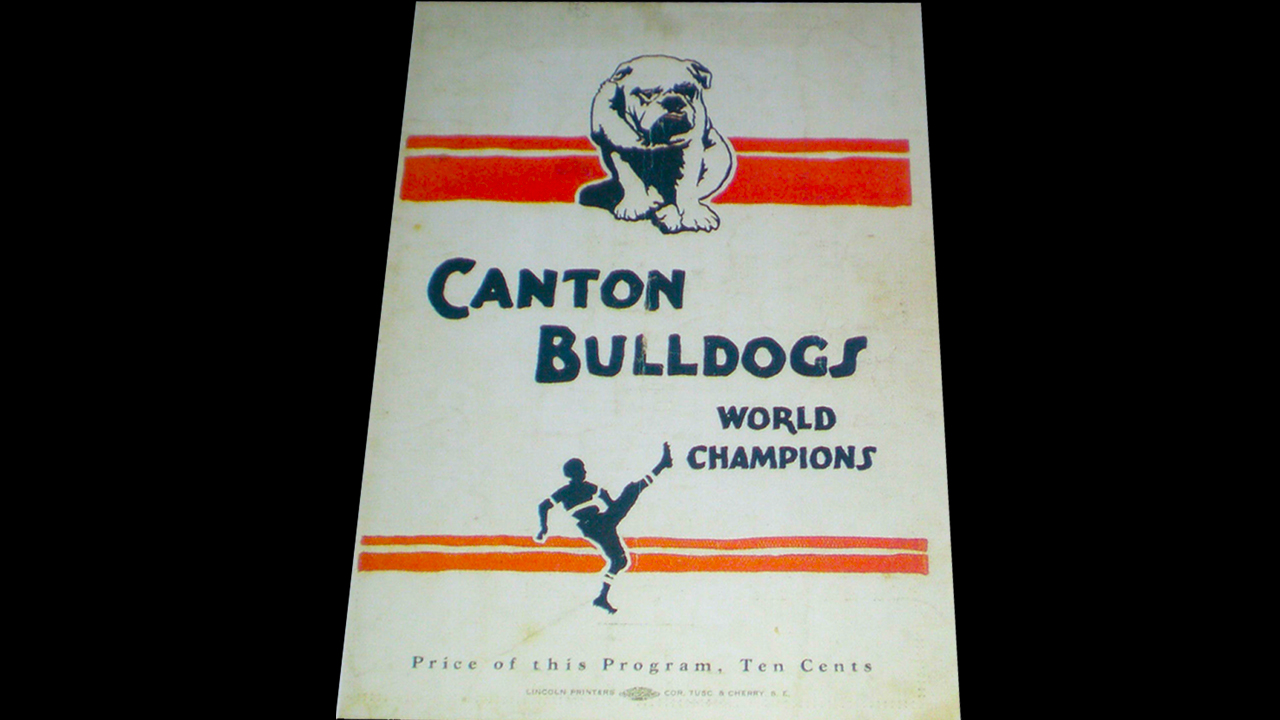 CANTON
BULLDOGS
WORLD
CHAMPIONS
Price of this Program, Ten Cents
LINCOLN PRINTERS COR. TUSC. & CHERRY S. E.